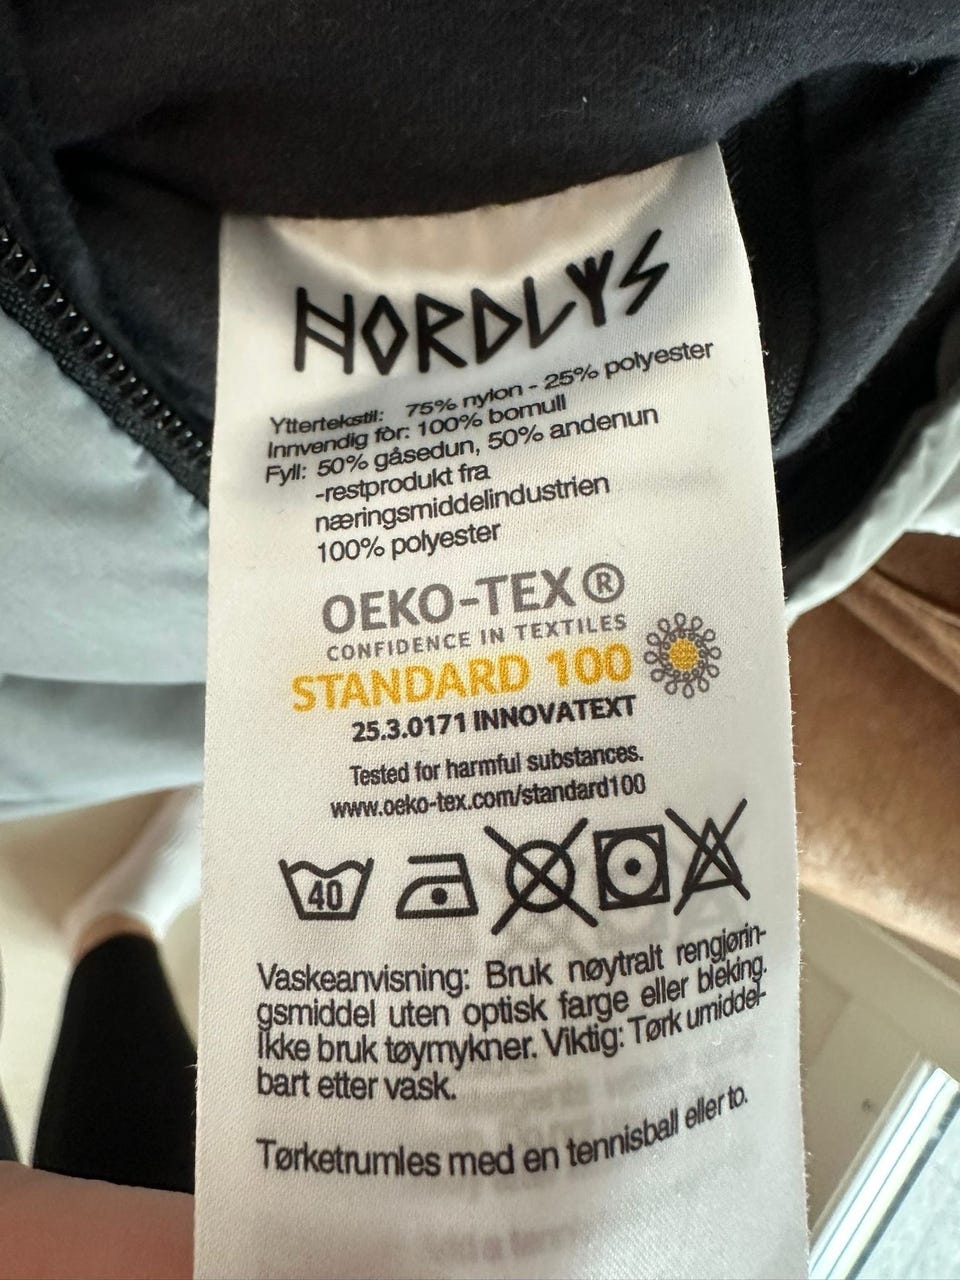 NORDLYS
Yttertekstil: 75% nylon - 25% polyester
Innvendig fòr: 100% bomull
Fyll: 50% gåsedun, 50% andenun
-restprodukt fra
næringsmiddelindustrien
100% polyester
OEKO-TEX®
CONFIDENCE IN TEXTILES
STANDARD 100
25.3.0171 INNOVATEXT
Tested for harmful substances.
www.oeko-tex.com/standard100
40
Vaskeanvisning: Bruk nøytralt rengjørin-
gsmiddel uten optisk farge eller bleking.
Ikke bruk tøymykner. Viktig: Tørk umiddel-
bart etter vask.
Tørketrumles med en tennisball eller to.